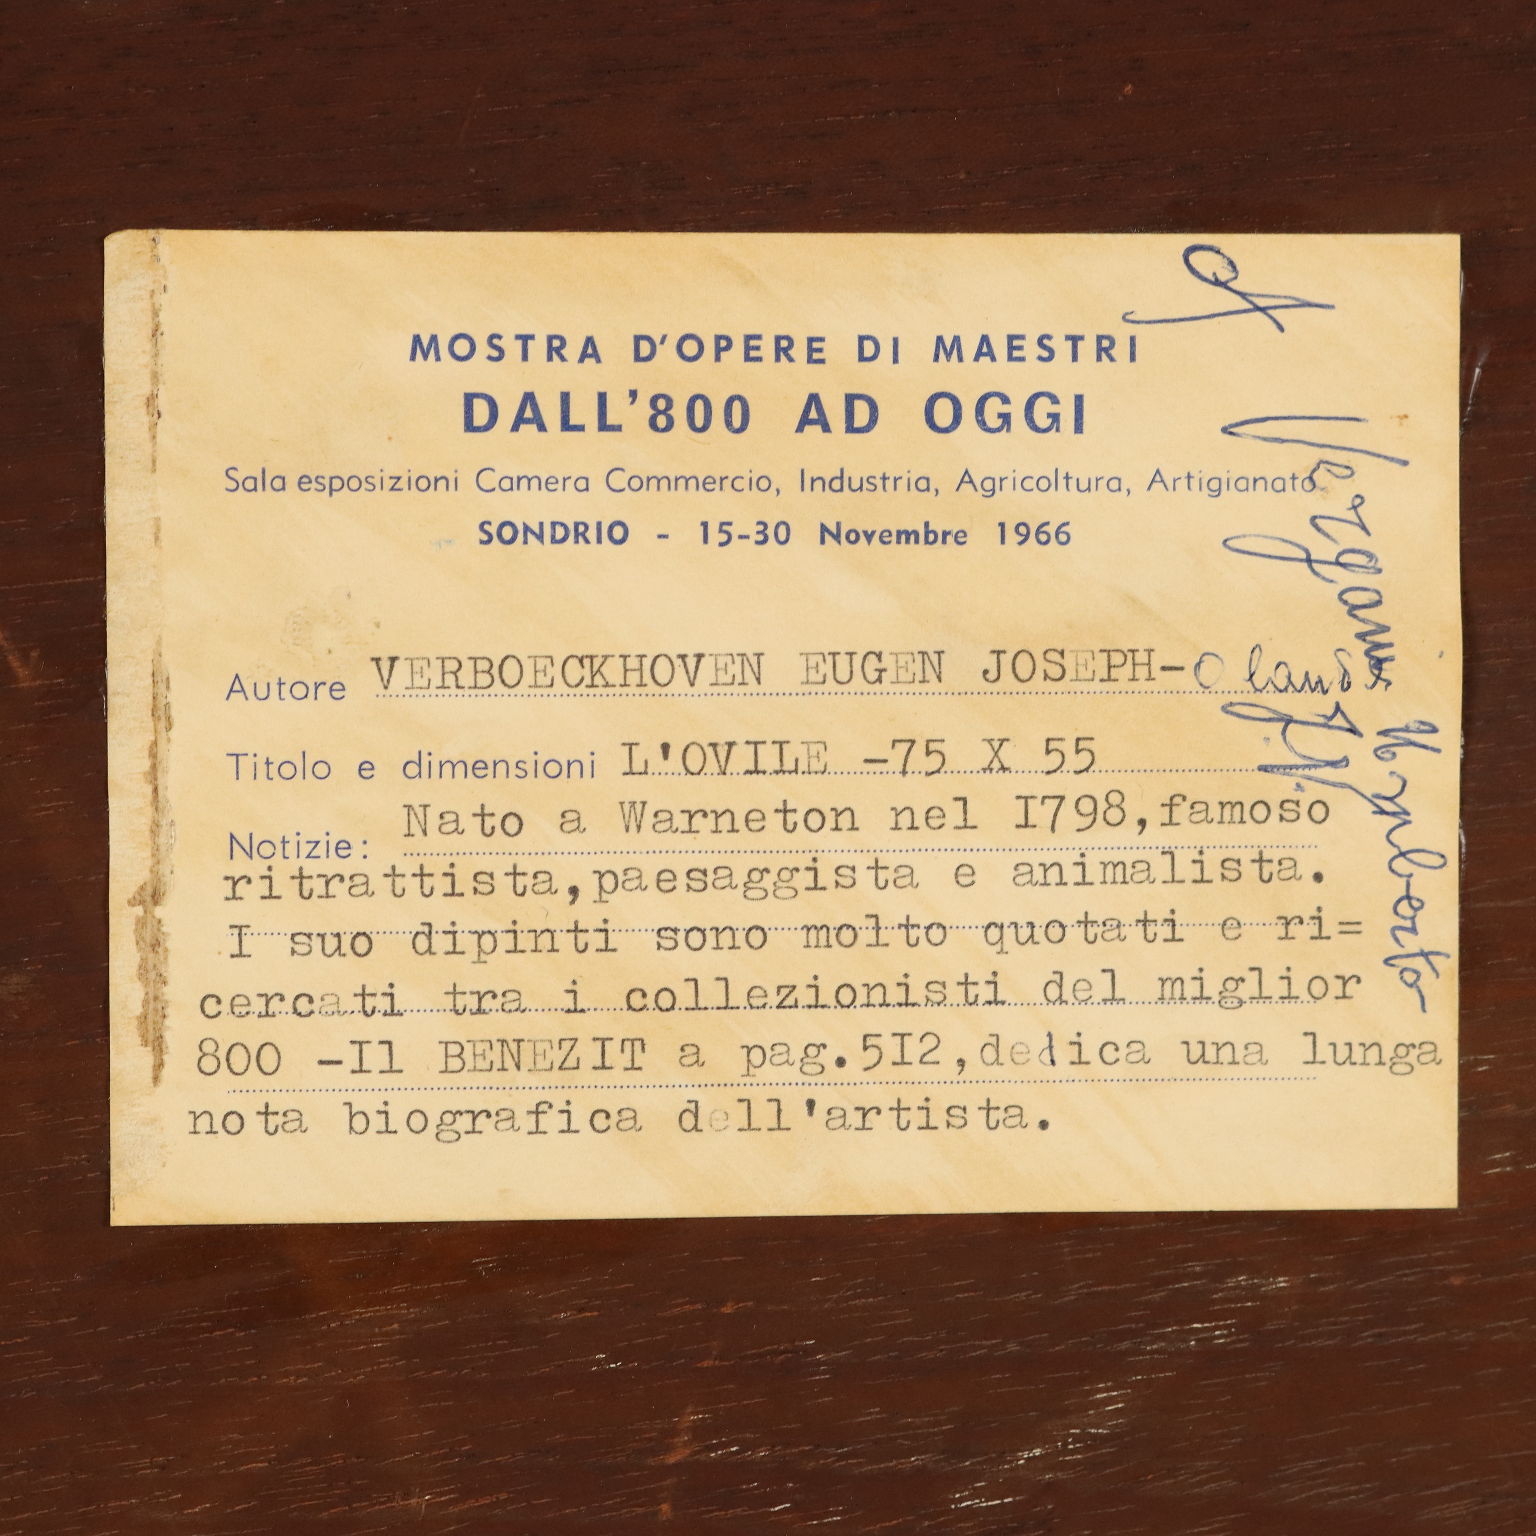 MOSTRA D'OPERE DI MAESTRI
DALL'800 AD OGGI
Sala esposizioni Camera Commercio, Industria, Agricoltura, Artigianato
SONDRIO - 15-30 Novembre 1966
Autore VERBOECKHOVEN EUGEN JOSEPH-
Titolo e dimensioni L'OVILE -75 X 55
Notizie: Nato a Warneton nel I798,famoso
ritrattista,paesaggista e animalista.
I suo dipinti sono molto quotati e ri=
cercati tra i collezionisti del miglior
800 -Il BENEZIT a pag.5I2,dedica una lunga
nota biografica dell'artista.